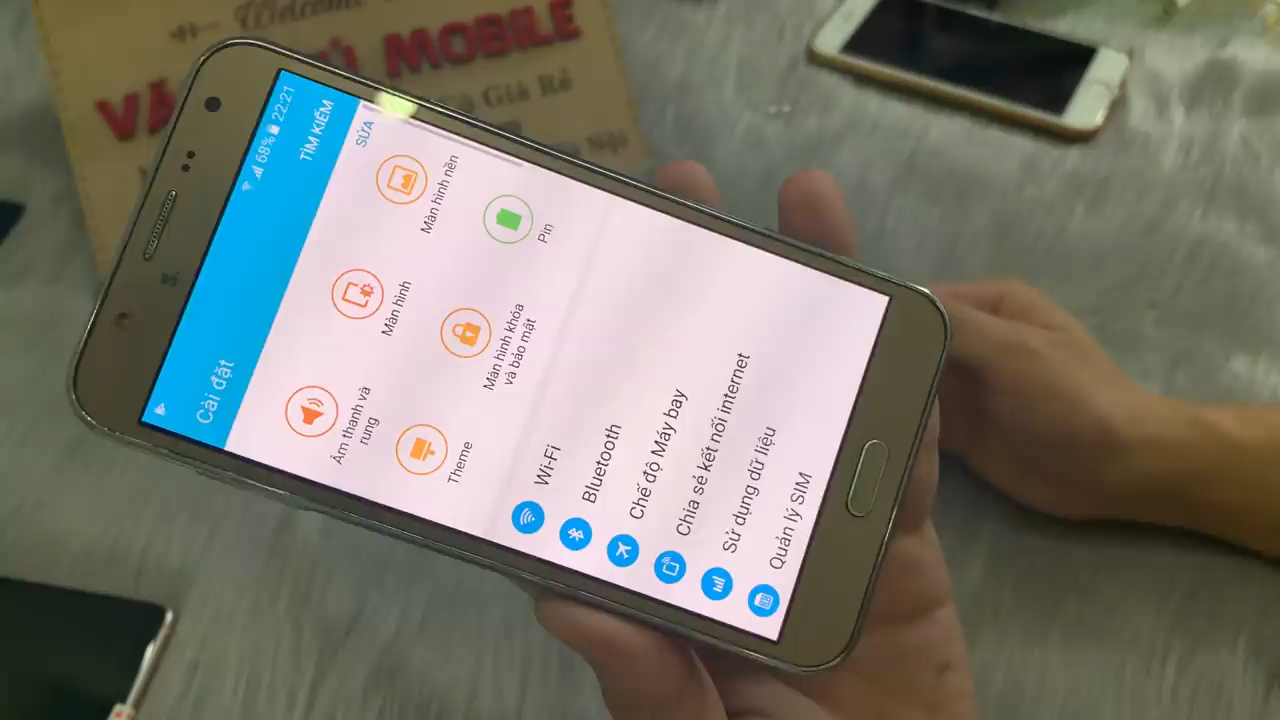 Welcome
MOBILE
Giá Rẻ
Nội
68% 22:21
Cài đặt
TÌM KIẾM
SỬA
Âm thanh và
rung
Màn hình
Màn hình nền
Theme
Màn hình khóa
và bảo mật
Pin
Wi-Fi
Bluetooth
Chế độ Máy bay
Chia sẻ kết nối internet
Sử dụng dữ liệu
Quản lý SIM